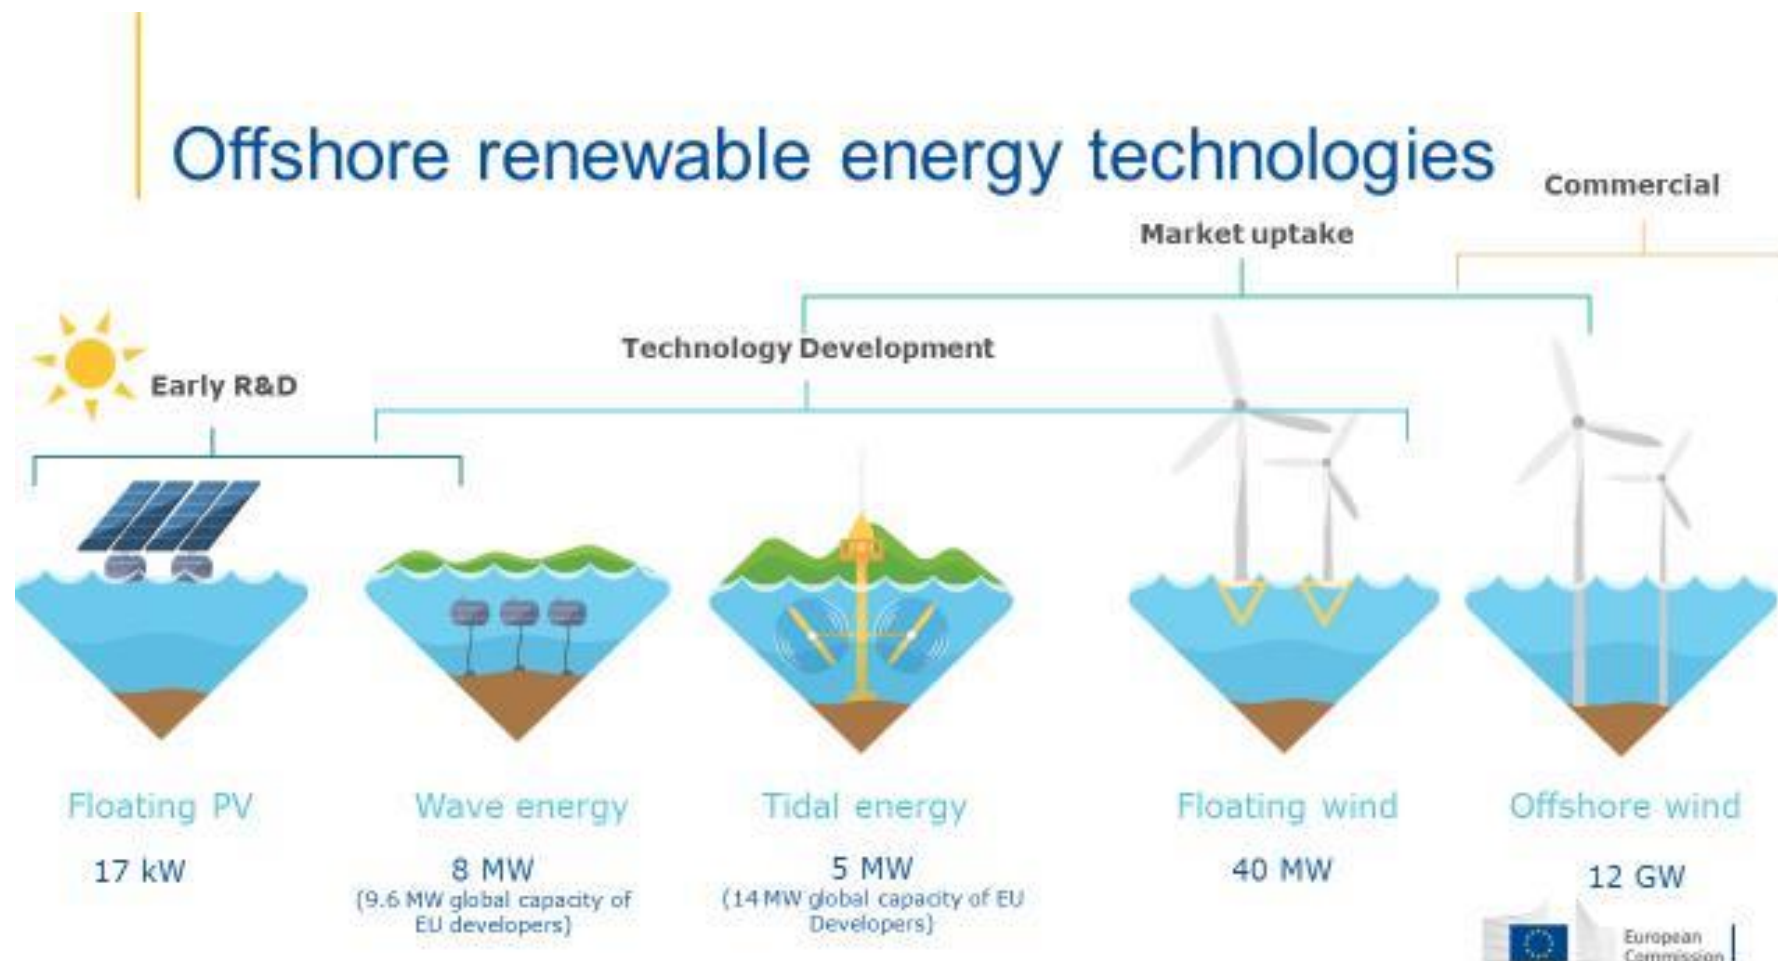 Offshore renewable energy technologies
Commercial
Market uptake
Technology Development
Early R&D
Floating PV
Wave energy
Tidal energy
Floating wind
Offshore wind
17 kW
8 MW
(9.6 MW global capacity of
EU developers)
5 MW
(14 MW global capacity of EU
Developers)
40 MW
12 GW
European
Commission